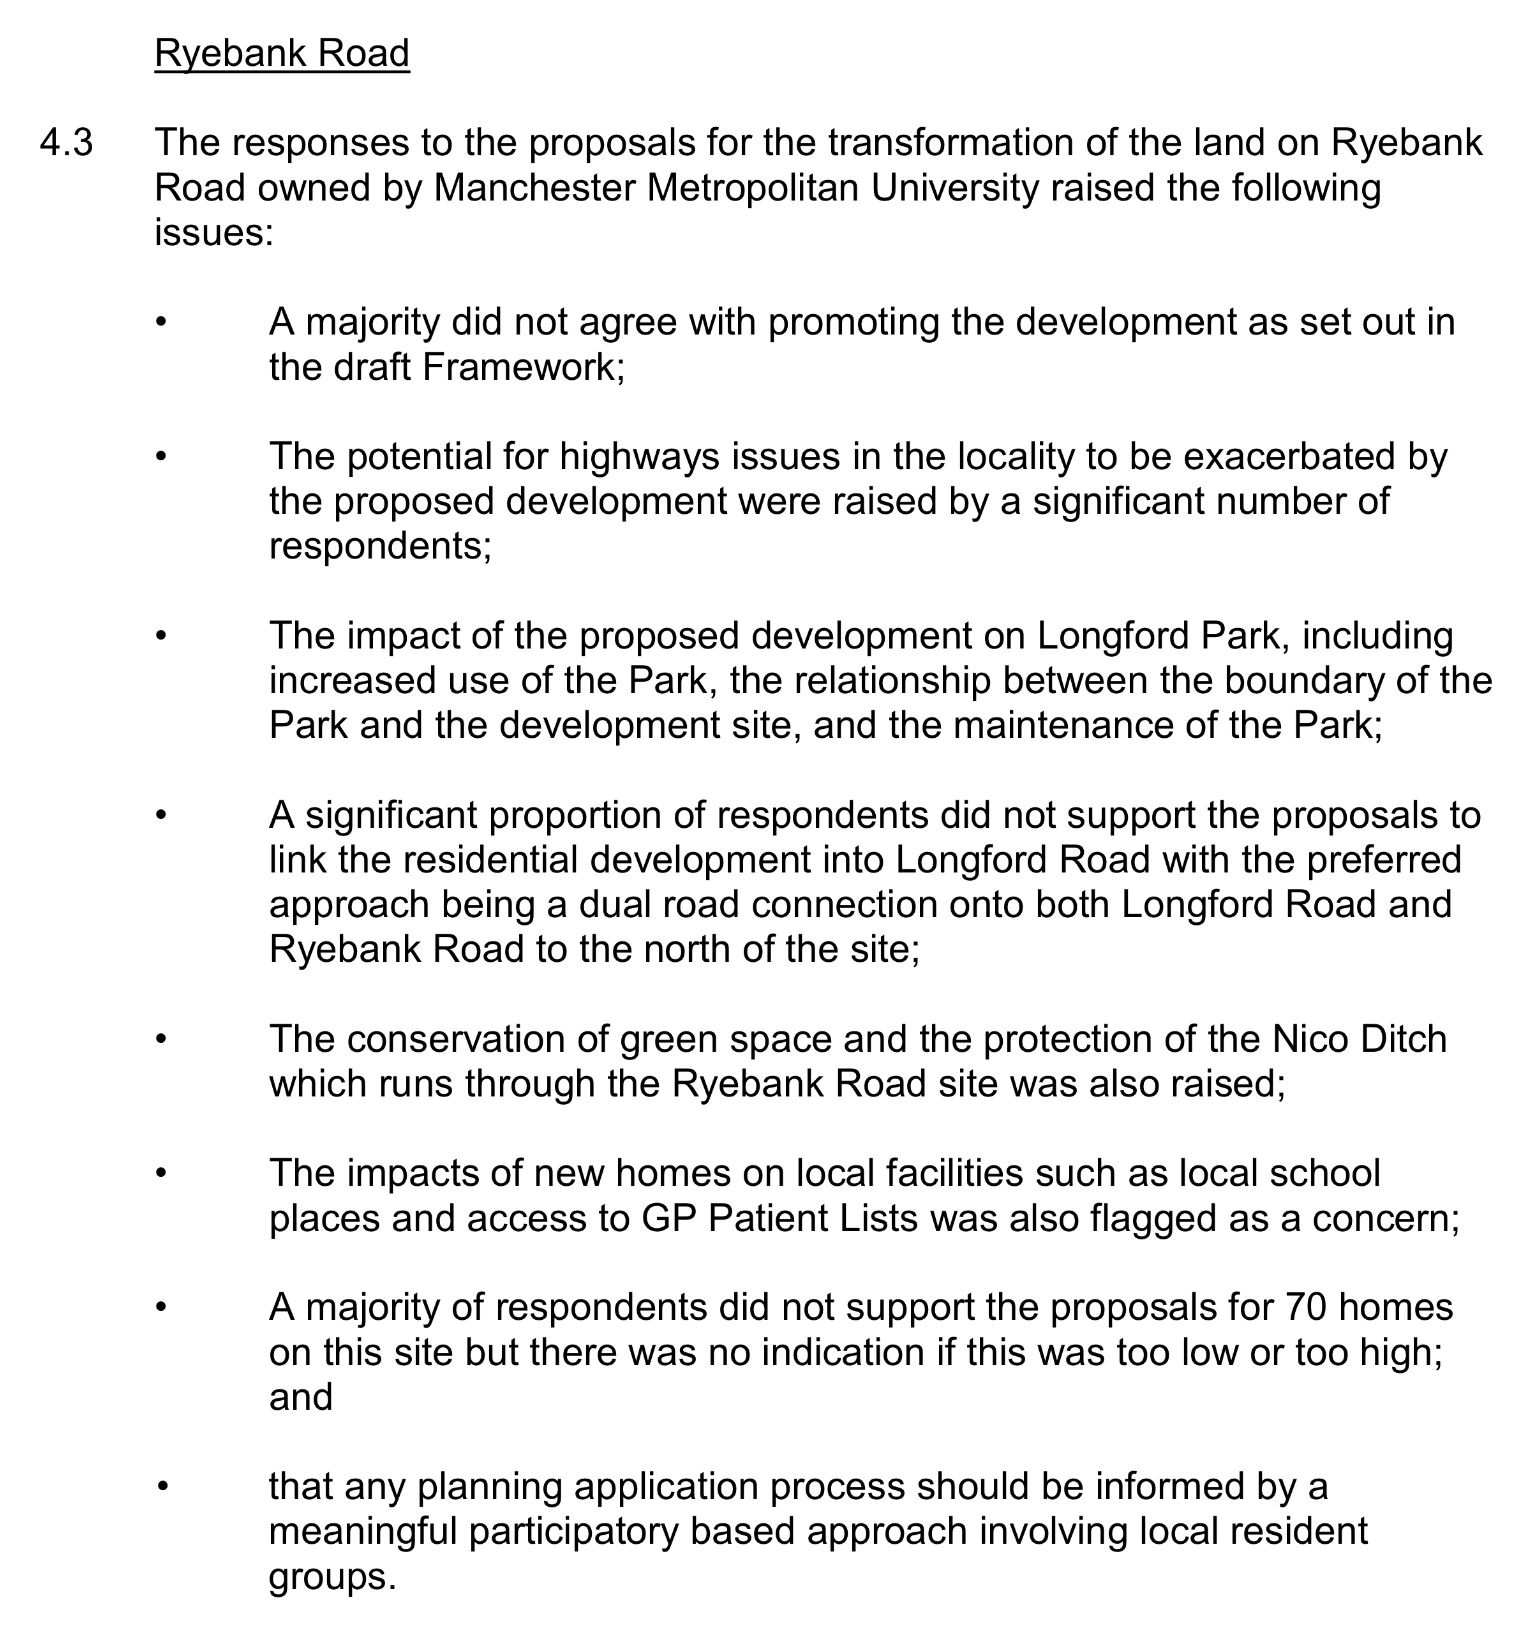 Ryebank Road
4.3 The responses to the proposals for the transformation of the land on Ryebank
Road owned by Manchester Metropolitan University raised the following
issues:
• A majority did not agree with promoting the development as set out in
the draft Framework;
• The potential for highways issues in the locality to be exacerbated by
the proposed development were raised by a significant number of
respondents;
• The impact of the proposed development on Longford Park, including
increased use of the Park, the relationship between the boundary of the
Park and the development site, and the maintenance of the Park;
• A significant proportion of respondents did not support the proposals to
link the residential development into Longford Road with the preferred
approach being a dual road connection onto both Longford Road and
Ryebank Road to the north of the site;
• The conservation of green space and the protection of the Nico Ditch
which runs through the Ryebank Road site was also raised;
• The impacts of new homes on local facilities such as local school
places and access to GP Patient Lists was also flagged as a concern;
• A majority of respondents did not support the proposals for 70 homes
on this site but there was no indication if this was too low or too high;
and
• that any planning application process should be informed by a
meaningful participatory based approach involving local resident
groups.